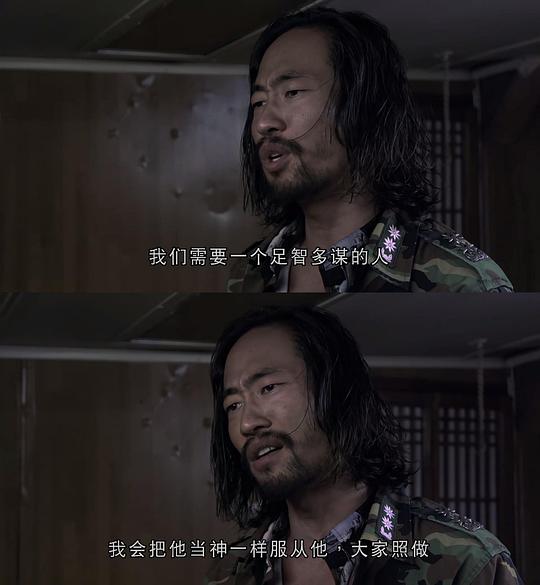 我们需要一个足智多谋的人
我会把他当神一样服从他，大家照做